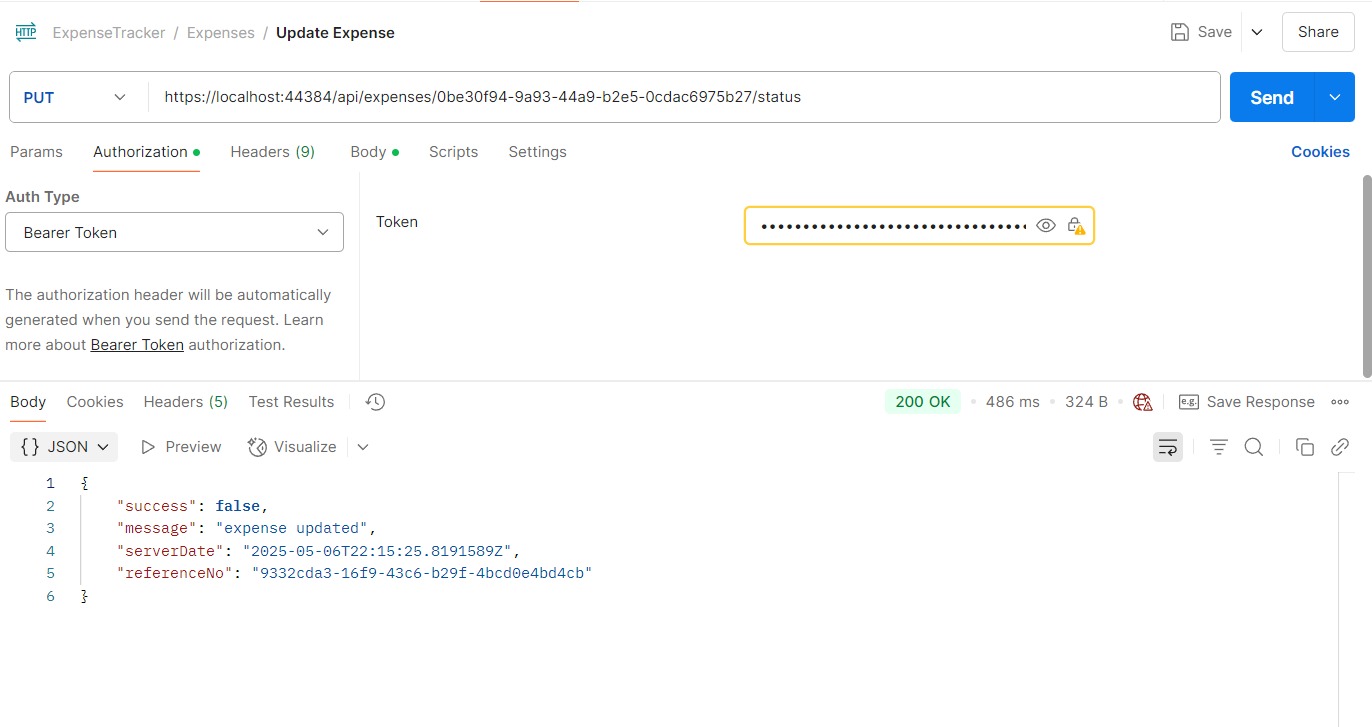 HTTP ExpenseTracker / Expenses / Update Expense Save Share
PUT https://localhost:44384/api/expenses/0be30f94-9a93-44a9-b2e5-0cdac6975b27/status Send
Params Authorization Headers (9) Body Scripts Settings Cookies
Auth Type
Bearer Token
Token
The authorization header will be automatically
generated when you send the request. Learn
more about Bearer Token authorization.
Body Cookies Headers (5) Test Results 200 OK 486 ms 324 B e.g. Save Response
{} JSON Preview Visualize
1 {
2 "success": false,
3 "message": "expense updated",
4 "serverDate": "2025-05-06T22:15:25.8191589Z",
5 "referenceNo": "9332cda3-16f9-43c6-b29f-4bcd0e4bd4cb"
6 }